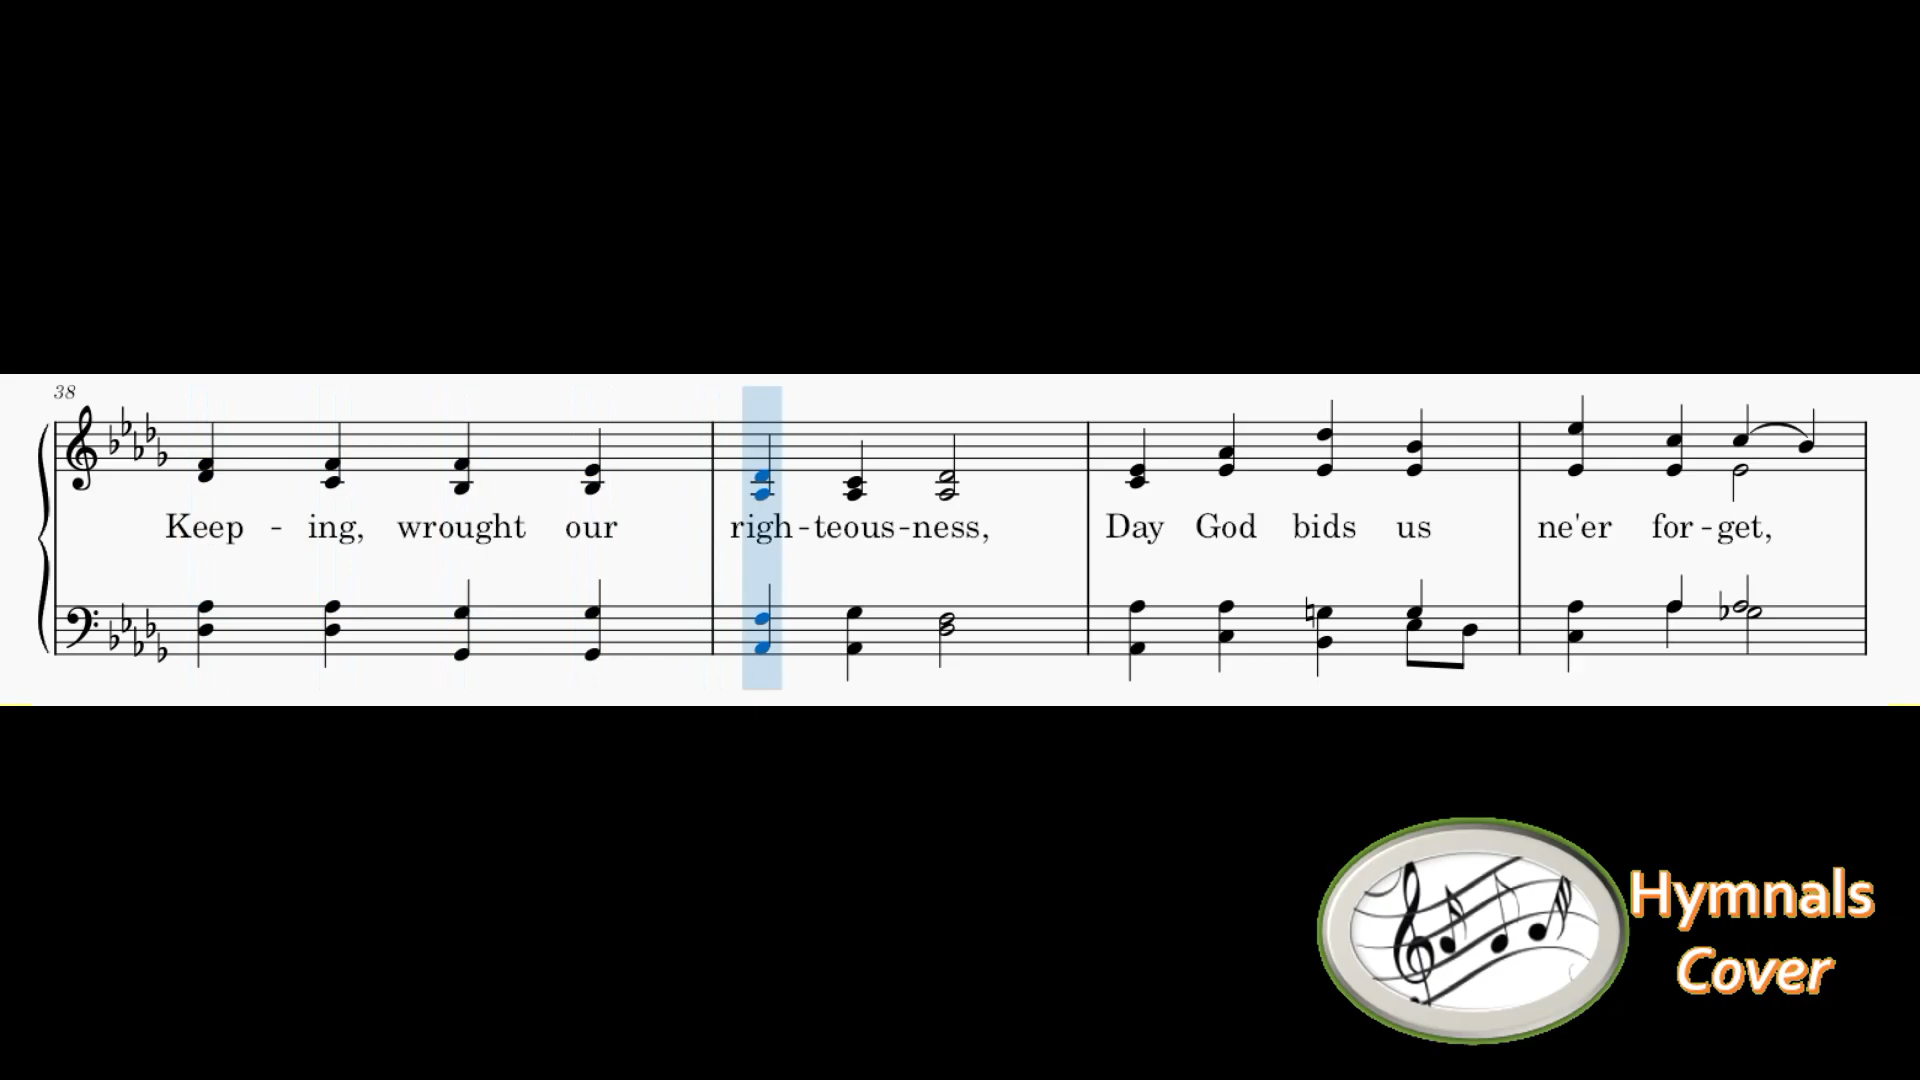 38
Keep - ing, wrought our righ - teous - ness, Day God bids us ne'er for - get,
Hymnals
Cover